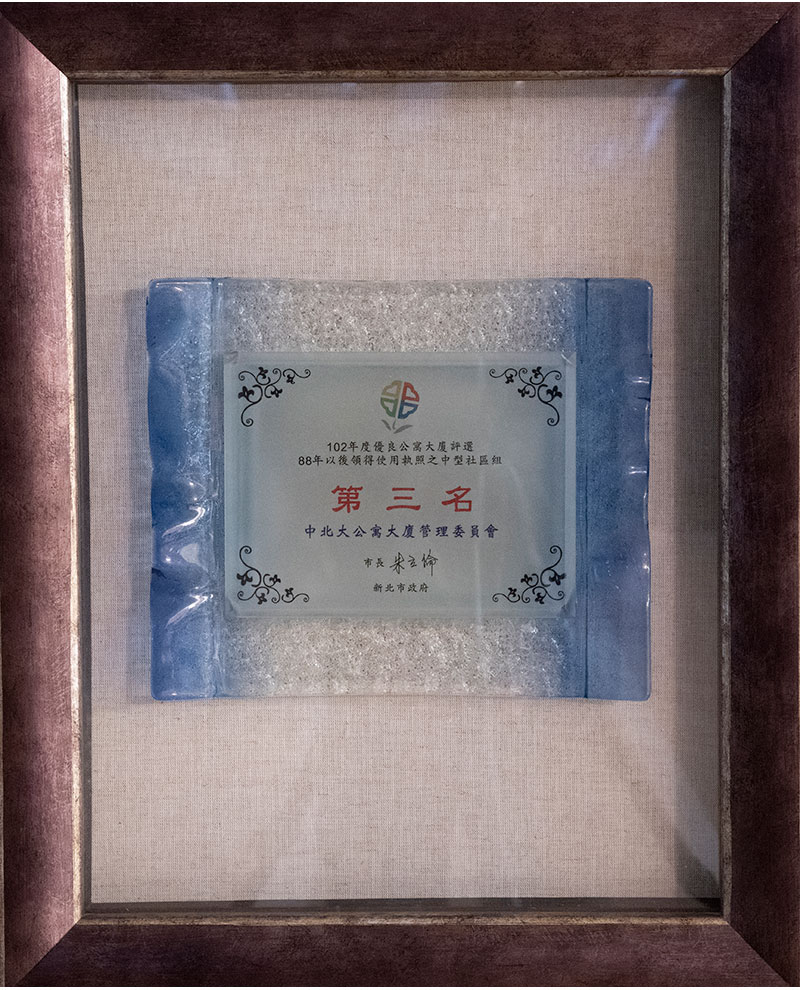 102年度優良公寓大廈評選
88年以後領得使用執照之中型社區組
第三名
中北大公寓大廈管理委員會
市長 朱立倫
新北市政府